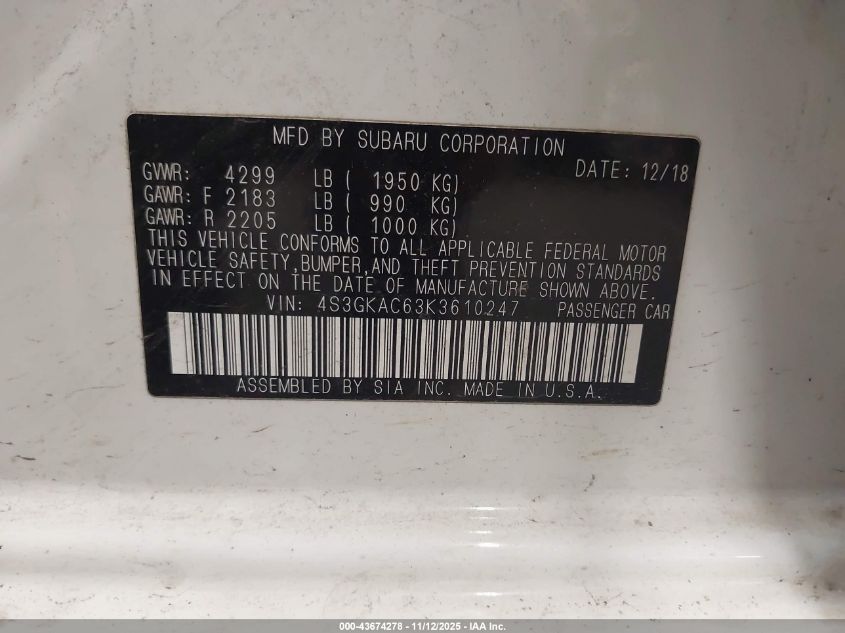 MFD BY SUBARU CORPORATION
GVWR: 4299 LB ( 1950 KG) DATE: 12/18
GAWR: F 2183 LB ( 990 KG)
GAWR: R 2205 LB ( 1000 KG)
THIS VEHICLE CONFORMS TO ALL APPLICABLE FEDERAL MOTOR
VEHICLE SAFETY,BUMPER,AND THEFT PREVENTION STANDARDS
IN EFFECT ON THE DATE OF MANUFACTURE SHOWN ABOVE.
VIN: 4S3GKAC63K3610247 PASSENGER CAR
ASSEMBLED BY SIA INC. MADE IN U.S.A.
000-43674278 - 11/12/2025 - IAA Inc.